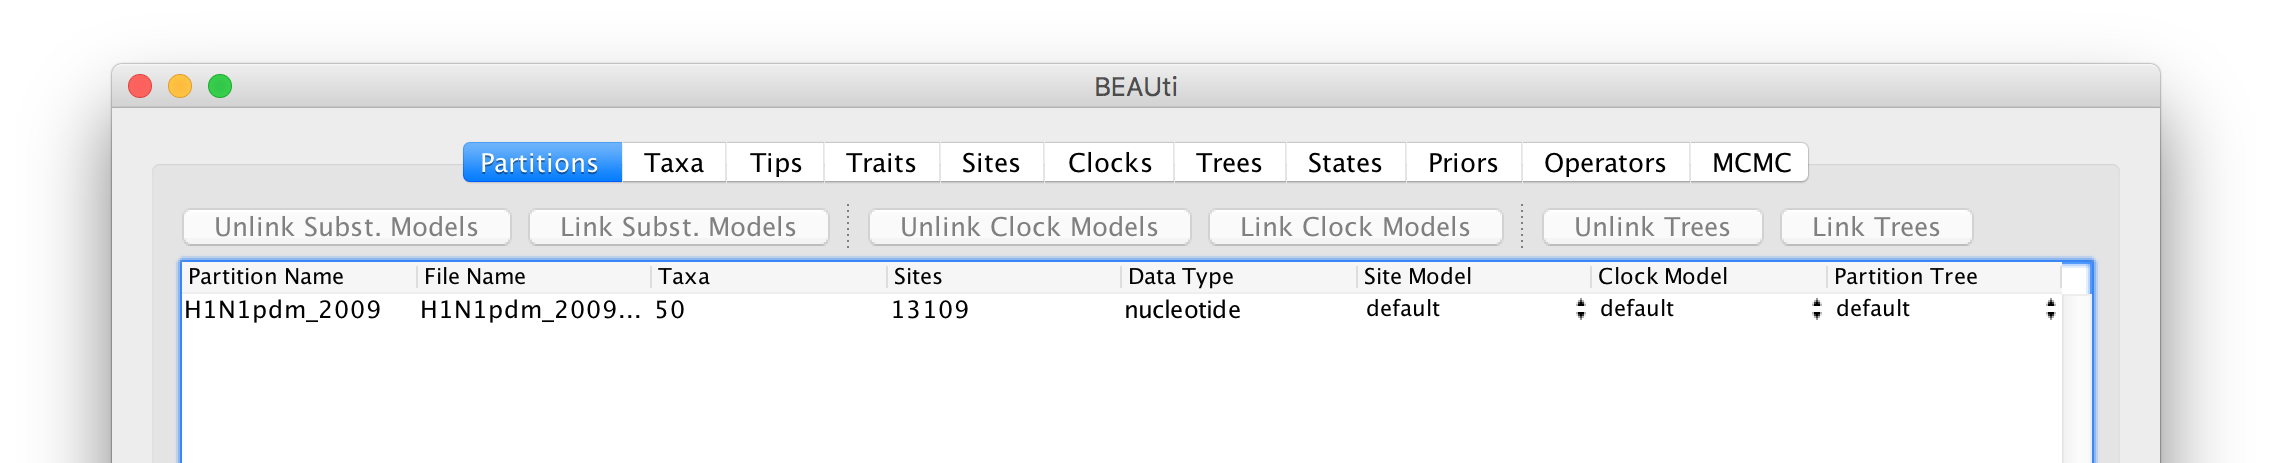 BEAUti
Partitions Taxa Tips Traits Sites Clocks Trees States Priors Operators MCMC
Unlink Subst. Models Link Subst. Models Unlink Clock Models Link Clock Models Unlink Trees Link Trees
Partition Name File Name Taxa Sites Data Type Site Model Clock Model Partition Tree
H1N1pdm_2009 H1N1pdm_2009... 50 13109 nucleotide default default default